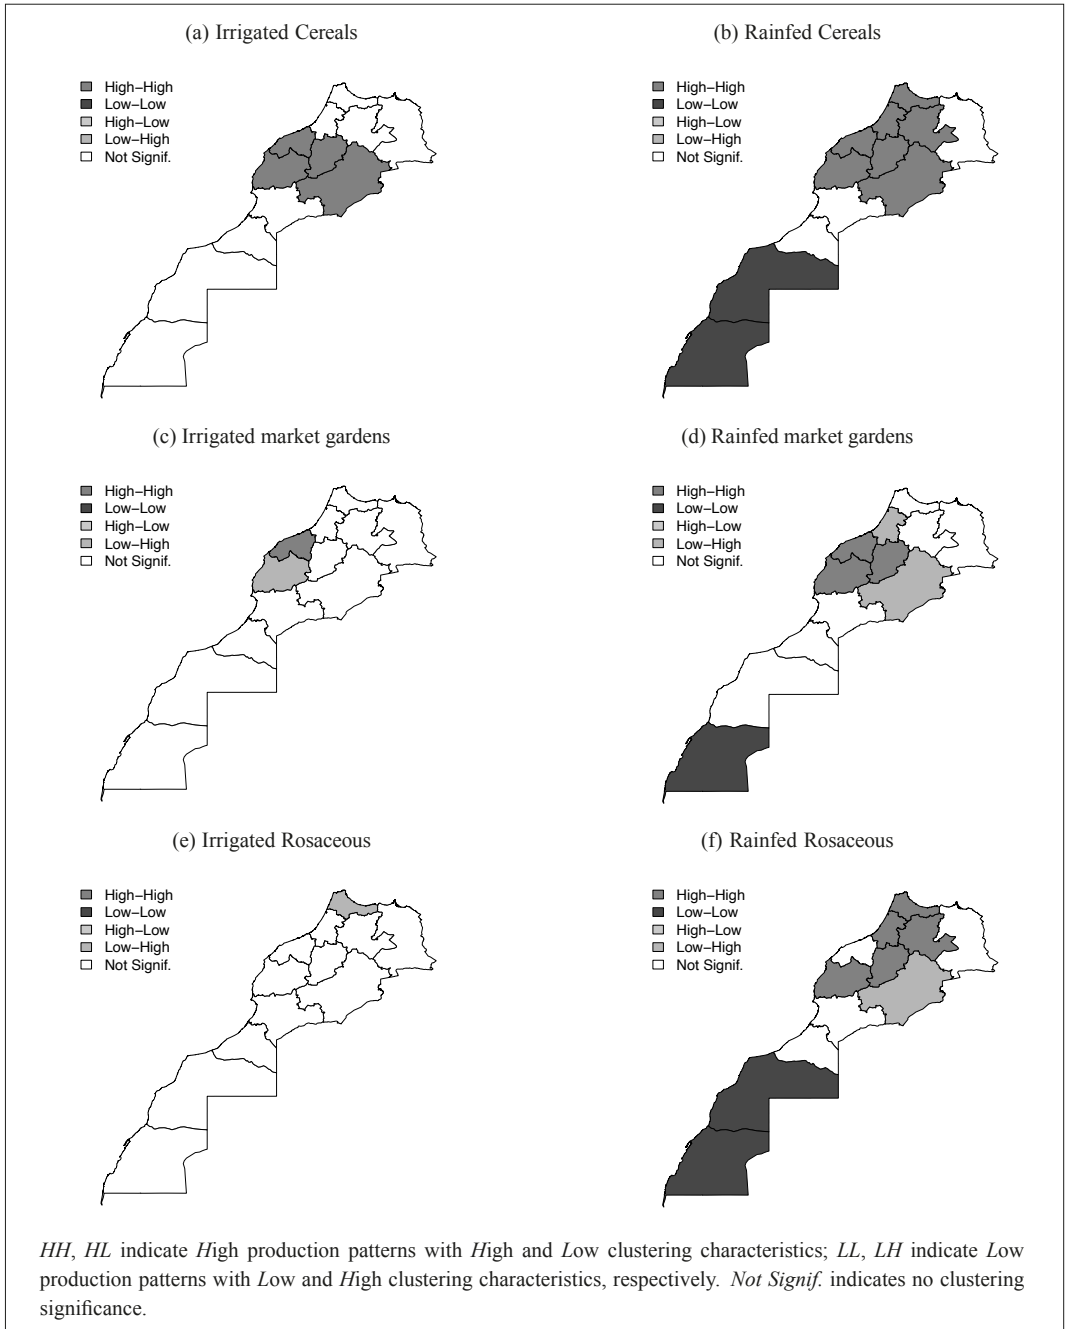 (a) Irrigated Cereals
High−High
Low−Low
High−Low
Low−High
Not Signif.
(b) Rainfed Cereals
High−High
Low−Low
High−Low
Low−High
Not Signif.
(c) Irrigated market gardens
High−High
Low−Low
High−Low
Low−High
Not Signif.
(d) Rainfed market gardens
High−High
Low−Low
High−Low
Low−High
Not Signif.
(e) Irrigated Rosaceous
High−High
Low−Low
High−Low
Low−High
Not Signif.
(f) Rainfed Rosaceous
High−High
Low−Low
High−Low
Low−High
Not Signif.
HH, HL indicate High production patterns with High and Low clustering characteristics; LL, LH indicate Low
production patterns with Low and High clustering characteristics, respectively. Not Signif. indicates no clustering
significance.